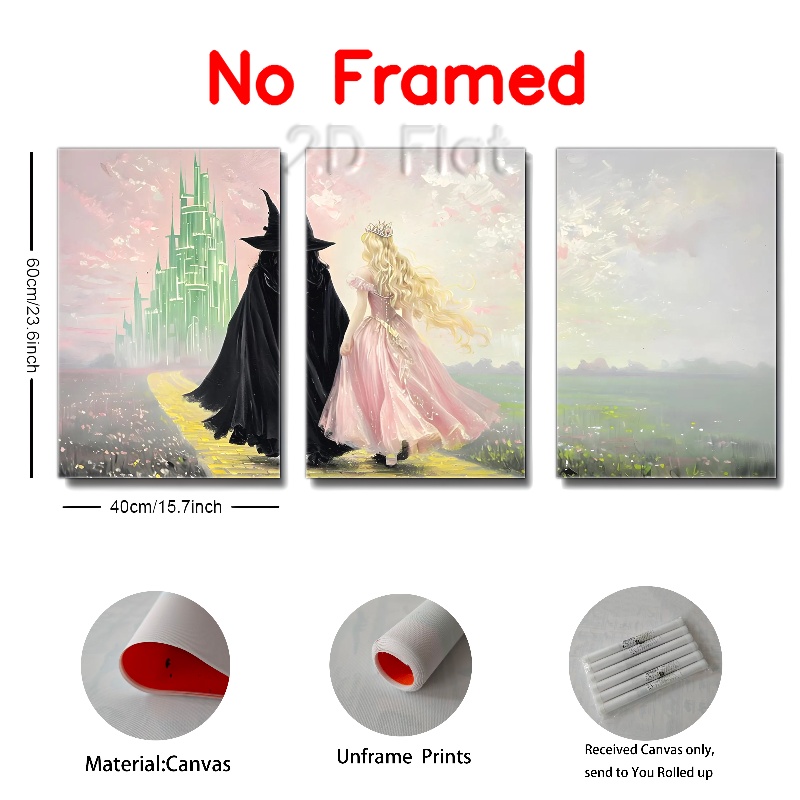 No Framed
2D Flat
60cm/23.6inch
40cm/15.7inch
Material:Canvas
Unframe Prints
Received Canvas only,
send to You Rolled up